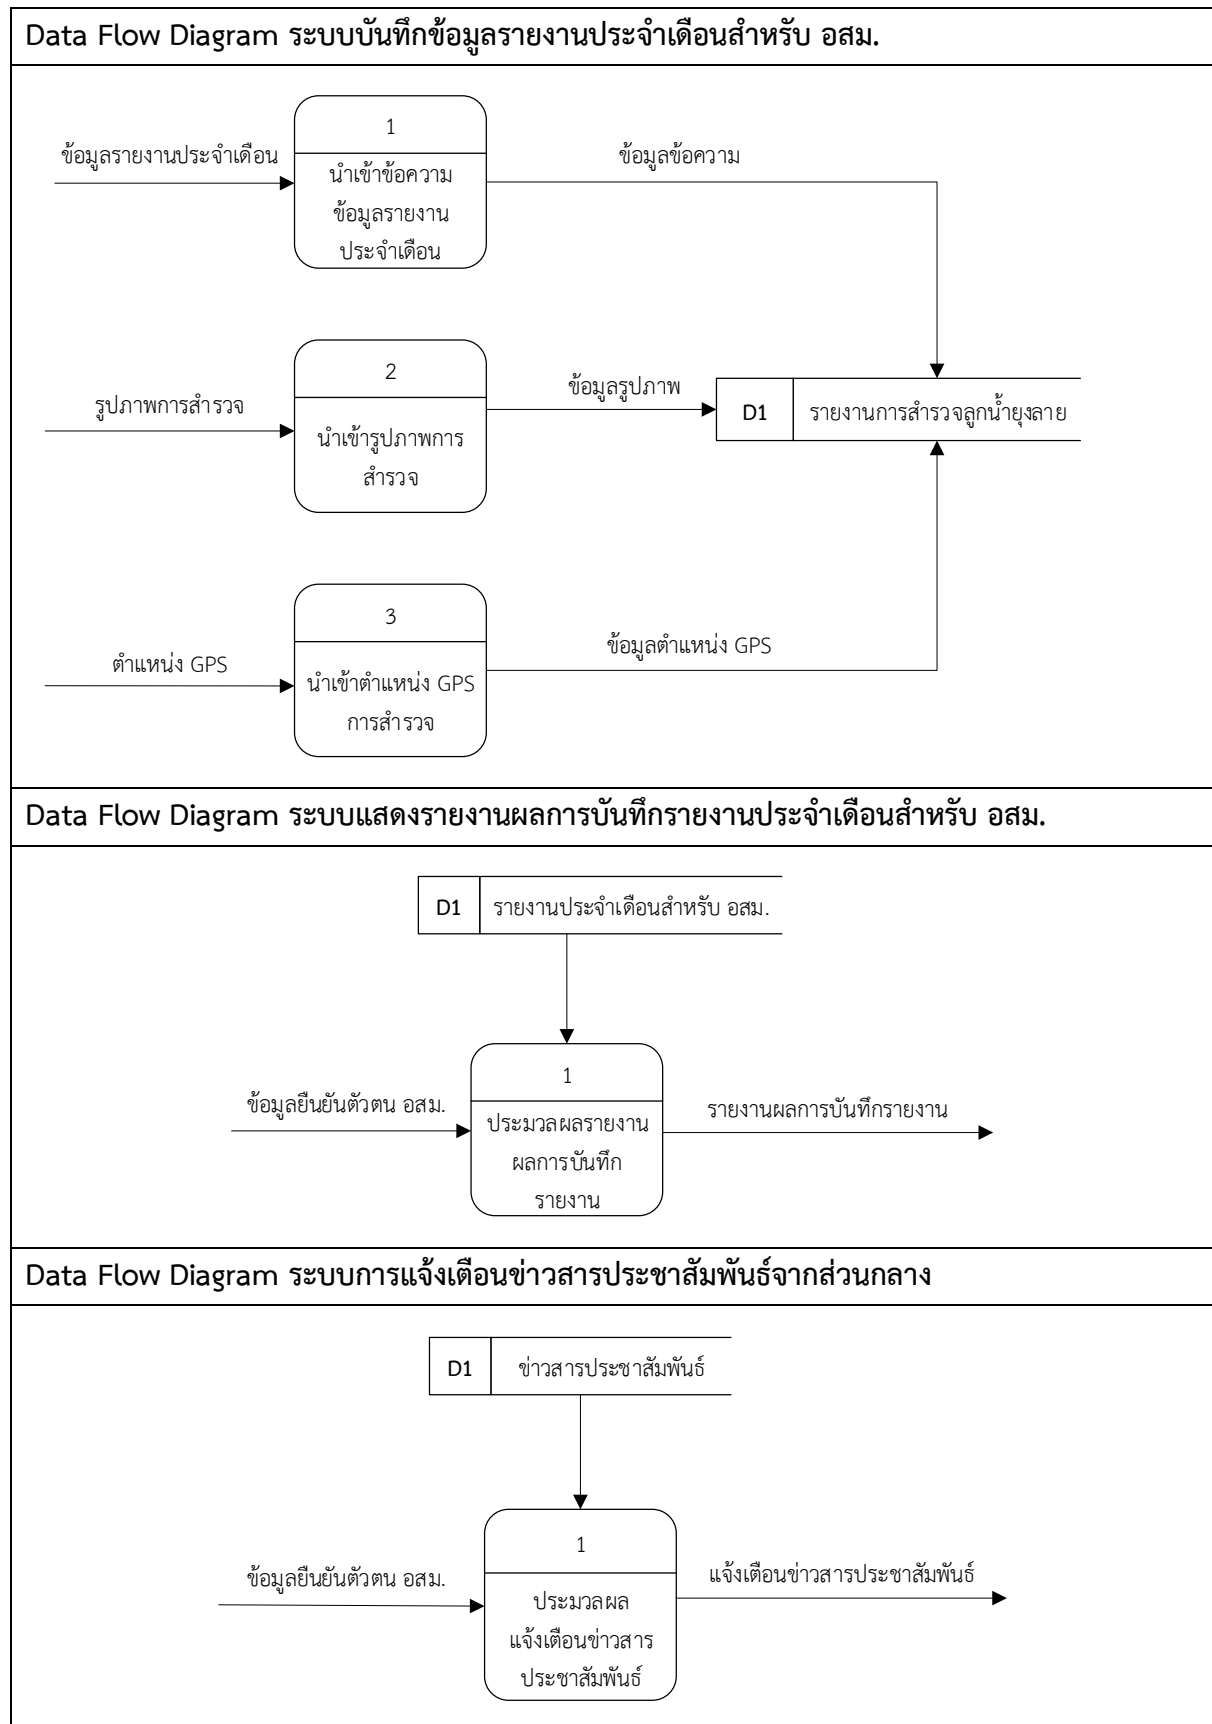 Data Flow Diagram ระบบบันทึกข้อมูลรายงานประจำเดือนสำหรับ อสม.
1
ข้อมูลรายงานประจำเดือน
ข้อมูลข้อความ
นำเข้าข้อความ
ข้อมูลรายงาน
ประจำเดือน
2
รูปภาพการสำรวจ
ข้อมูลรูปภาพ
D1
รายงานการสำรวจลูกน้ำยุงลาย
นำเข้ารูปภาพการ
สำรวจ
3
ตำแหน่ง GPS
ข้อมูลตำแหน่ง GPS
นำเข้าตำแหน่ง GPS
การสำรวจ
Data Flow Diagram ระบบแสดงรายงานผลการบันทึกรายงานประจำเดือนสำหรับ อสม.
D1
รายงานประจำเดือนสำหรับ อสม.
1
ข้อมูลยืนยันตัวตน อสม.
รายงานผลการบันทึกรายงาน
ประมวลผลรายงาน
ผลการบันทึก
รายงาน
Data Flow Diagram ระบบการแจ้งเตือนข่าวสารประชาสัมพันธ์จากส่วนกลาง
D1
ข่าวสารประชาสัมพันธ์
1
ข้อมูลยืนยันตัวตน อสม.
แจ้งเตือนข่าวสารประชาสัมพันธ์
ประมวลผล
แจ้งเตือนข่าวสาร
ประชาสัมพันธ์